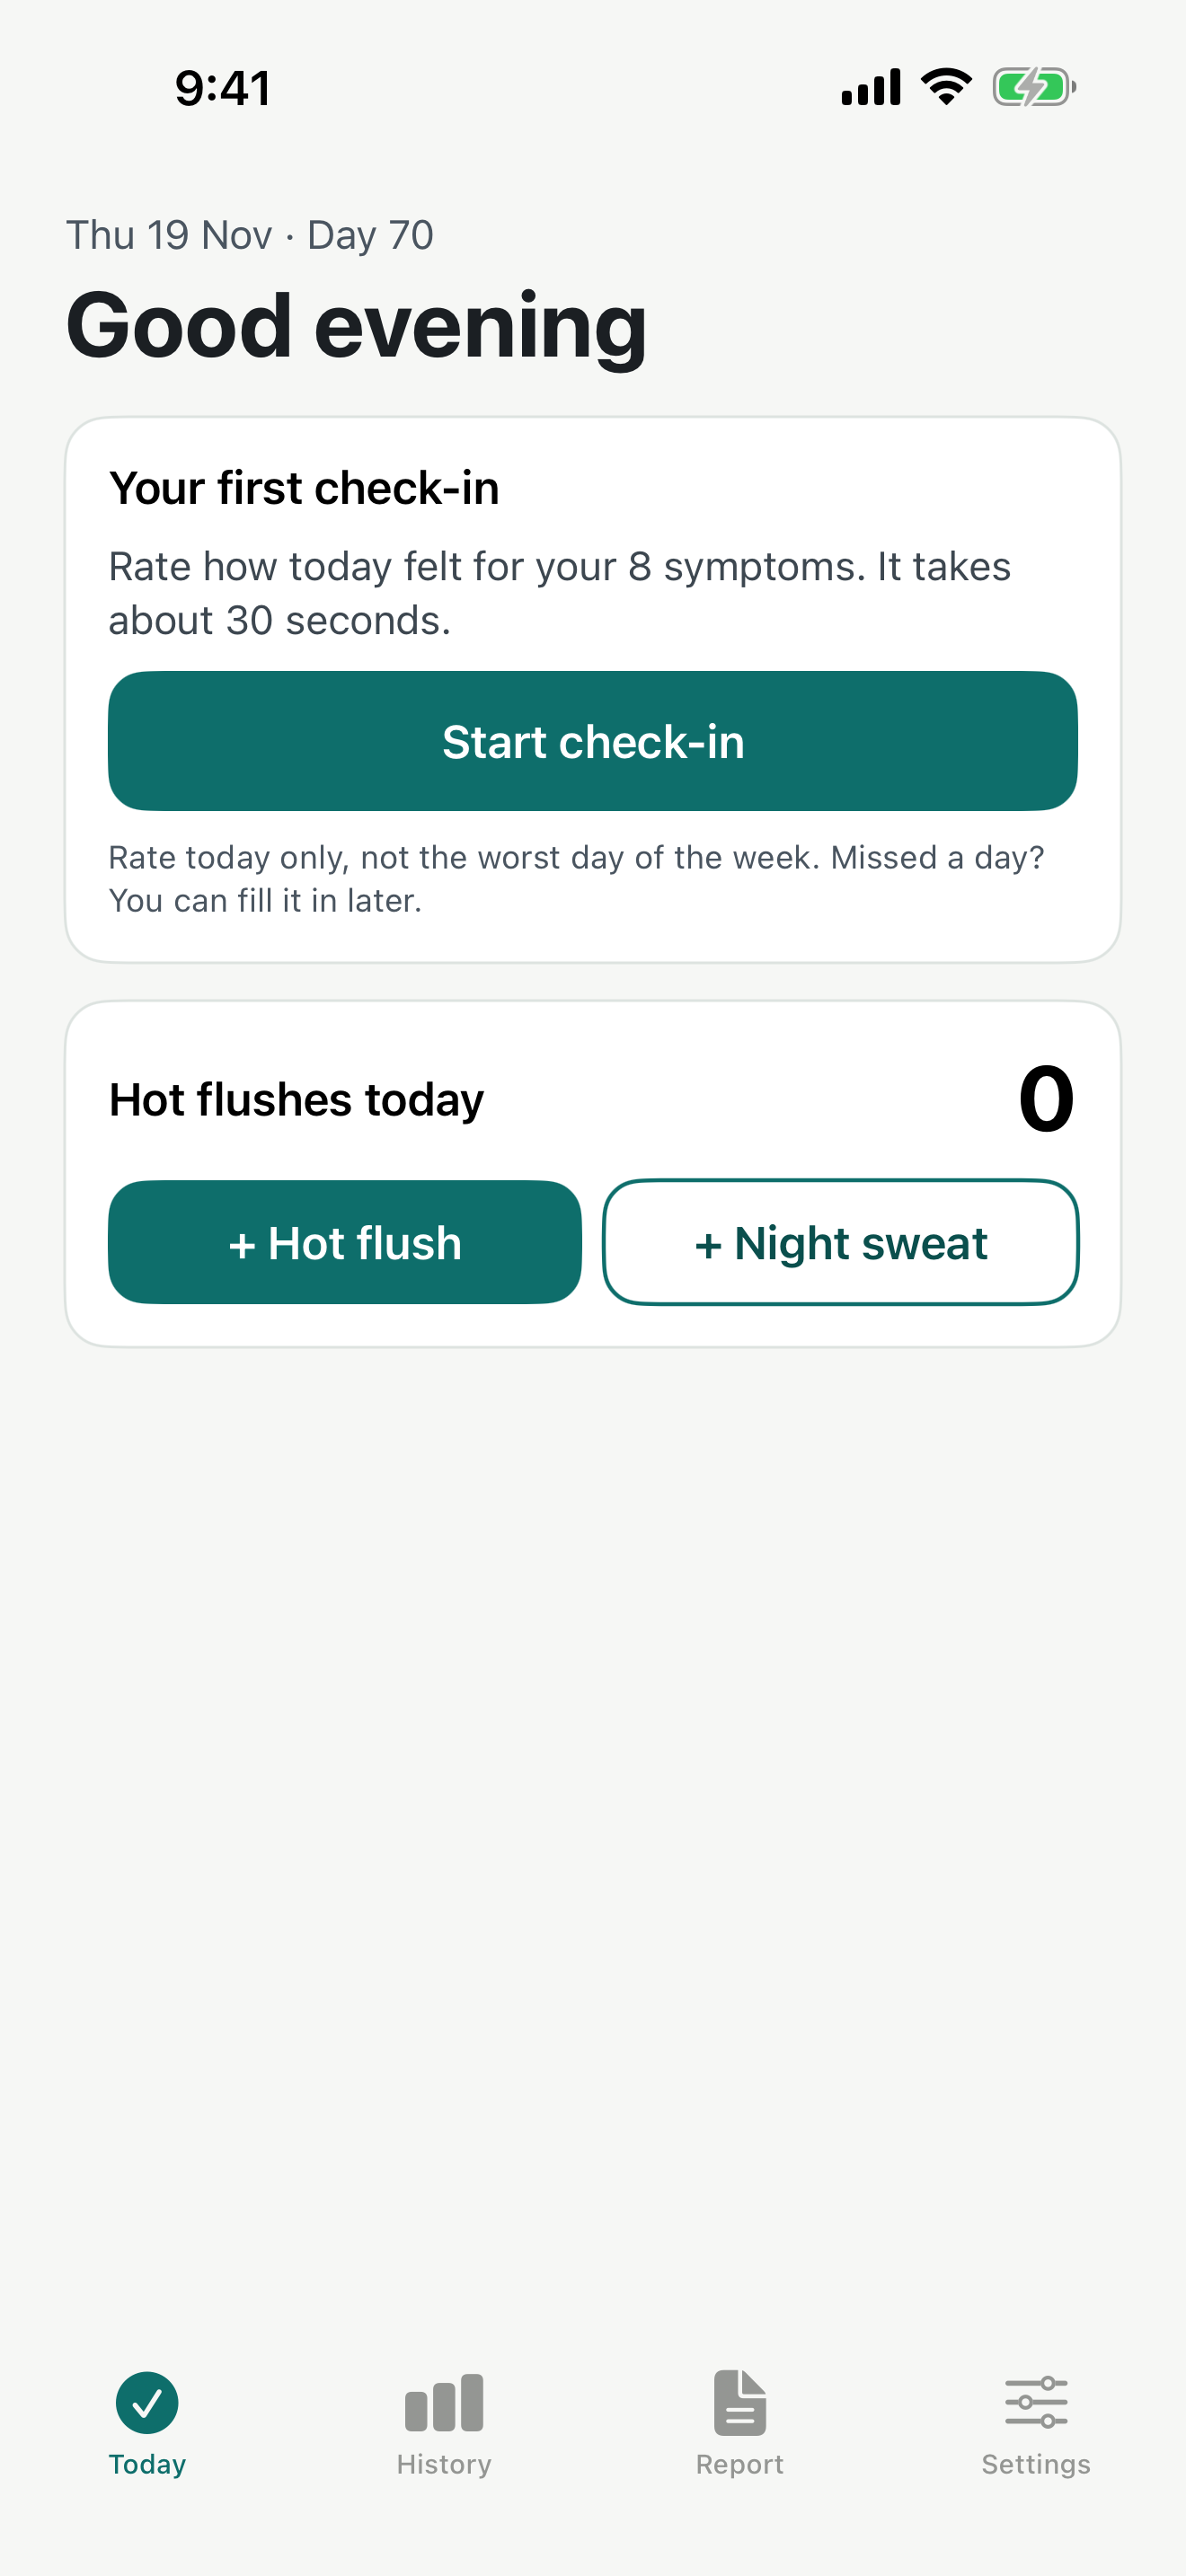 9:41
Thu 19 Nov · Day 70
Good evening
Your first check-in
Rate how today felt for your 8 symptoms. It takes
about 30 seconds.
Start check-in
Rate today only, not the worst day of the week. Missed a day?
You can fill it in later.
Hot flushes today
0
+ Hot flush
+ Night sweat
Today
History
Report
Settings